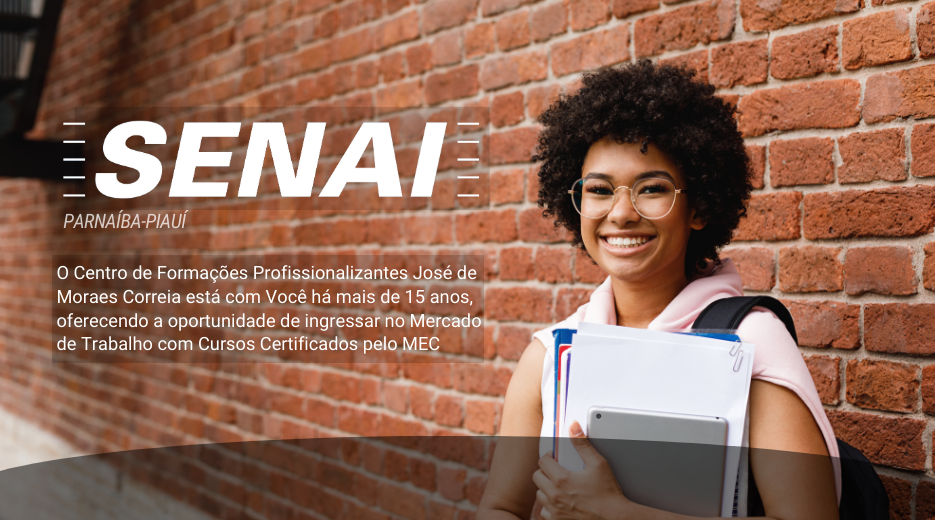 SENAI
PARNAÍBA-PIAUÍ
O Centro de Formações Profissionalizantes José de
Moraes Correia está com Você há mais de 15 anos,
oferecendo a oportunidade de ingressar no Mercado
de Trabalho com Cursos Certificados pelo MEC